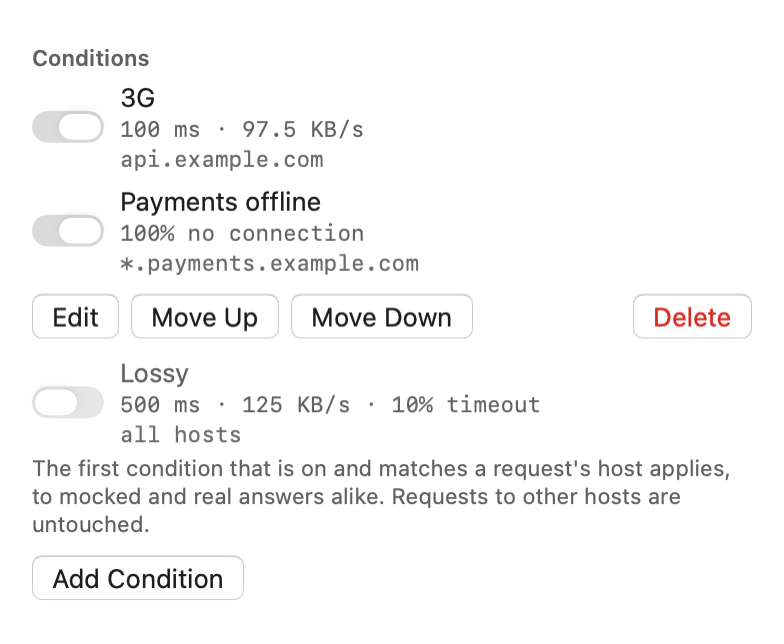 Conditions
3G
100 ms · 97.5 KB/s
api.example.com
Payments offline
100% no connection
*.payments.example.com
Edit Move Up Move Down Delete
Lossy
500 ms · 125 KB/s · 10% timeout
all hosts
The first condition that is on and matches a request's host applies,
to mocked and real answers alike. Requests to other hosts are
untouched.
Add Condition